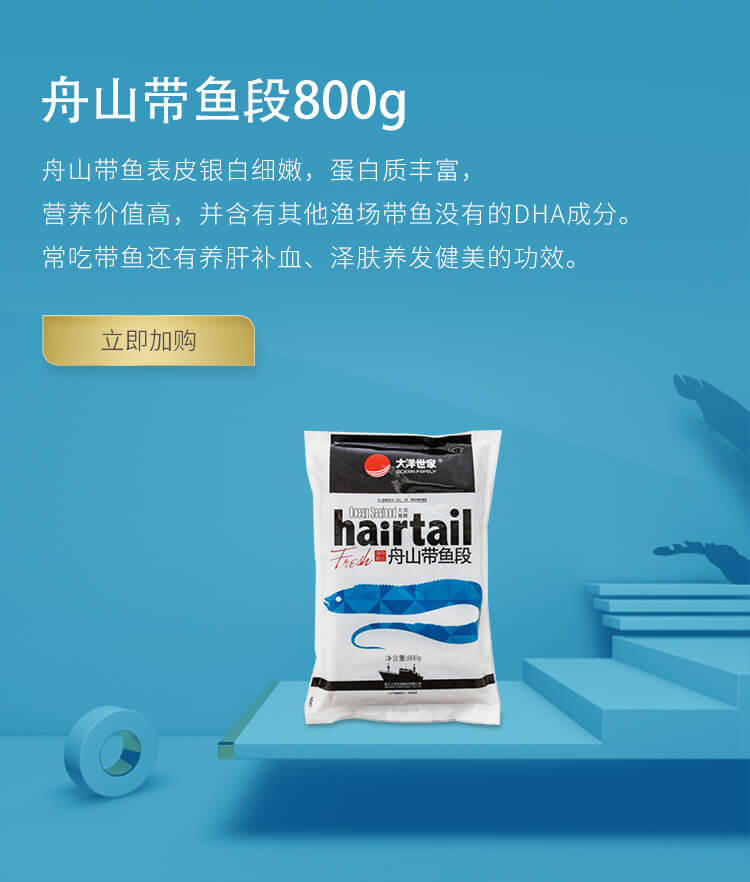 舟山带鱼段800g
舟山带鱼表皮银白细嫩，蛋白质丰富，
营养价值高，并含有其他渔场带鱼没有的DHA成分。
常吃带鱼还有养肝补血、泽肤养发健美的功效。
立即加购
大洋世家®
OCEAN FAMILY
Ocean Seafood
hairtail
Fresh 舟山带鱼段
净含量:800g